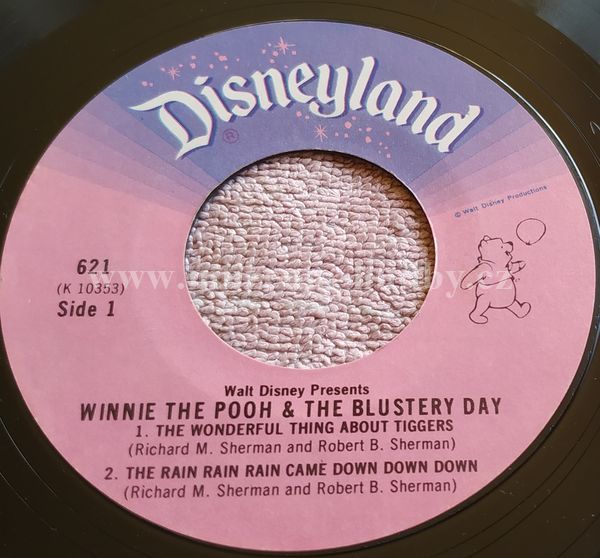 Disneyland
®
© Walt Disney Productions
621
(K 10353)
Side 1
Walt Disney Presents
WINNIE THE POOH & THE BLUSTERY DAY
1. THE WONDERFUL THING ABOUT TIGGERS
(Richard M. Sherman and Robert B. Sherman)
2. THE RAIN RAIN RAIN CAME DOWN DOWN DOWN
(Richard M. Sherman and Robert B. Sherman)